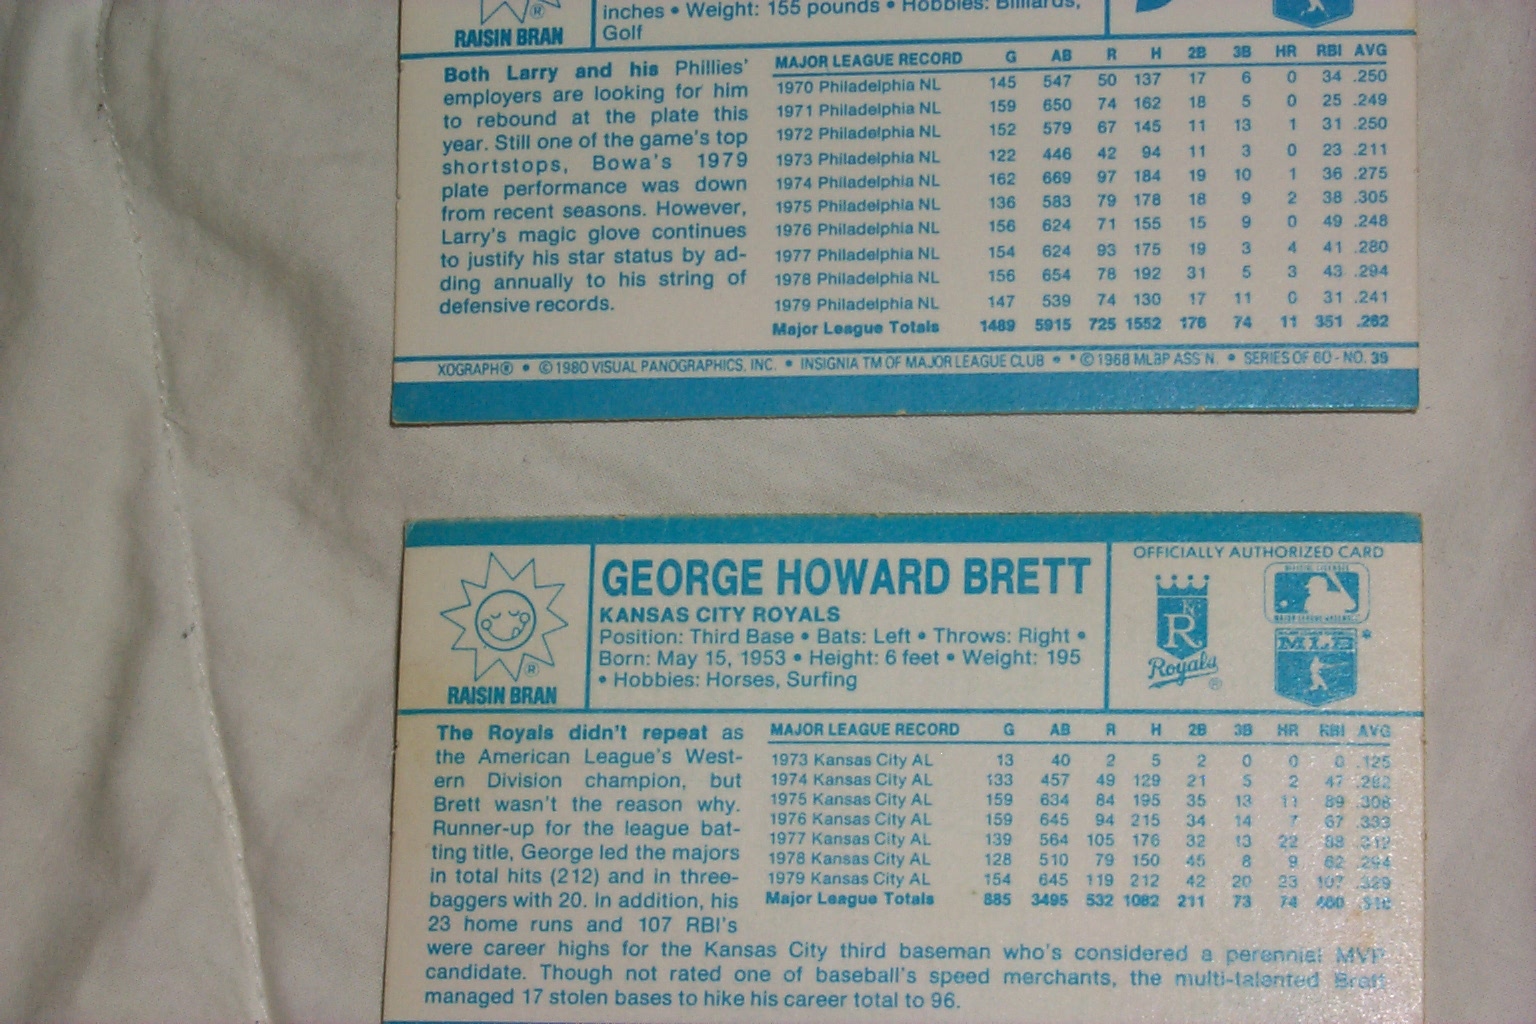 RAISIN BRAN
®
inches • Weight: 155 pounds • Hobbies: Billiards,
Golf
Both Larry and his Phillies'
employers are looking for him
to rebound at the plate this
year. Still one of the game's top
shortstops, Bowa's 1979
plate performance was down
from recent seasons. However,
Larry's magic glove continues
to justify his star status by ad-
ding annually to his string of
defensive records.
MAJOR LEAGUE RECORD G AB R H 2B 3B HR RBI AVG
1970 Philadelphia NL 145 547 50 137 17 6 0 34 .250
1971 Philadelphia NL 159 650 74 162 18 5 0 25 .249
1972 Philadelphia NL 152 579 67 145 11 13 1 31 .250
1973 Philadelphia NL 122 446 42 94 11 3 0 23 .211
1974 Philadelphia NL 162 669 97 184 19 10 1 36 .275
1975 Philadelphia NL 136 583 79 178 18 9 2 38 .305
1976 Philadelphia NL 156 624 71 155 15 9 0 49 .248
1977 Philadelphia NL 154 624 93 175 19 3 4 41 .280
1978 Philadelphia NL 156 654 78 192 31 5 3 43 .294
1979 Philadelphia NL 147 539 74 130 17 11 0 31 .241
Major League Totals 1489 5915 725 1552 176 74 11 351 .262
XOGRAPH® • © 1980 VISUAL PANOGRAPHICS, INC. • INSIGNIA TM OF MAJOR LEAGUE CLUB • * © 1968 MLBP ASS'N. • SERIES OF 60 - NO. 35
RAISIN BRAN
®
GEORGE HOWARD BRETT
KANSAS CITY ROYALS
Position: Third Base • Bats: Left • Throws: Right •
Born: May 15, 1953 • Height: 6 feet • Weight: 195
• Hobbies: Horses, Surfing
OFFICIALLY AUTHORIZED CARD
KC
R
Royals
®
MLB *
The Royals didn't repeat as
the American League's West-
ern Division champion, but
Brett wasn't the reason why.
Runner-up for the league bat-
ting title, George led the majors
in total hits (212) and in three-
baggers with 20. In addition, his
23 home runs and 107 RBI's
were career highs for the Kansas City third baseman who's considered a perennial MVP
candidate. Though not rated one of baseball's speed merchants, the multi-talented Brett
managed 17 stolen bases to hike his career total to 96.
MAJOR LEAGUE RECORD G AB R H 2B 3B HR RBI AVG
1973 Kansas City AL 13 40 2 5 2 0 0 0 .125
1974 Kansas City AL 133 457 49 129 21 5 2 47 .282
1975 Kansas City AL 159 634 84 195 35 13 11 89 .308
1976 Kansas City AL 159 645 94 215 34 14 7 67 .333
1977 Kansas City AL 139 564 105 176 32 13 22 88 .312
1978 Kansas City AL 128 510 79 150 45 8 9 62 .294
1979 Kansas City AL 154 645 119 212 42 20 23 107 .329
Major League Totals 885 3495 532 1082 211 73 74 460 .310